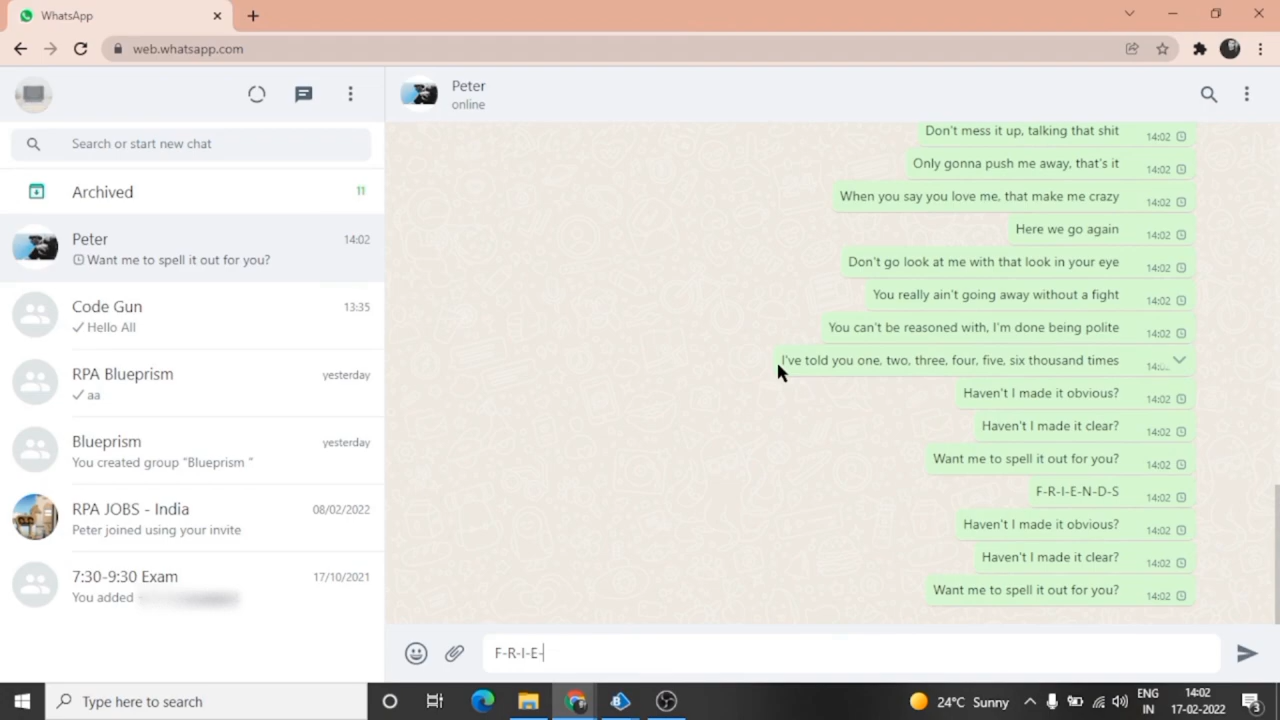 WhatsApp
web.whatsapp.com
Search or start new chat
Archived
11
Peter
14:02
Want me to spell it out for you?
Code Gun
13:35
Hello All
RPA Blueprism
yesterday
aa
Blueprism
yesterday
You created group "Blueprism "
RPA JOBS - India
08/02/2022
Peter joined using your invite
7:30-9:30 Exam
17/10/2021
You added
Peter
online
Don't mess it up, talking that shit
14:02
Only gonna push me away, that's it
14:02
When you say you love me, that make me crazy
14:02
Here we go again
14:02
Don't go look at me with that look in your eye
14:02
You really ain't going away without a fight
14:02
You can't be reasoned with, I'm done being polite
14:02
I've told you one, two, three, four, five, six thousand times
Haven't I made it obvious?
14:02
Haven't I made it clear?
14:02
Want me to spell it out for you?
14:02
F-R-I-E-N-D-S
14:02
Haven't I made it obvious?
14:02
Haven't I made it clear?
14:02
Want me to spell it out for you?
14:02
F-R-I-E-
Type here to search
24°C Sunny
ENG
IN
14:02
17-02-2022
3